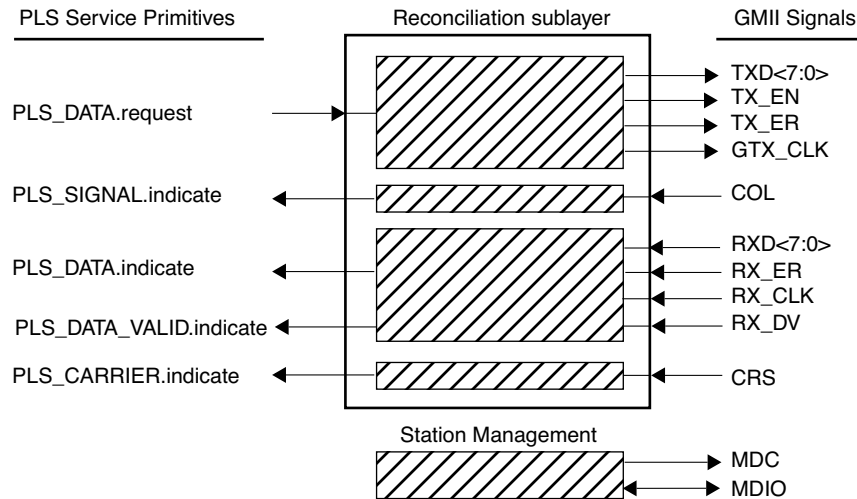 PLS Service Primitives
Reconciliation sublayer
GMII Signals
PLS_DATA.request
TXD<7:0>
TX_EN
TX_ER
GTX_CLK
PLS_SIGNAL.indicate
COL
PLS_DATA.indicate
RXD<7:0>
RX_ER
RX_CLK
RX_DV
PLS_DATA_VALID.indicate
PLS_CARRIER.indicate
CRS
Station Management
MDC
MDIO